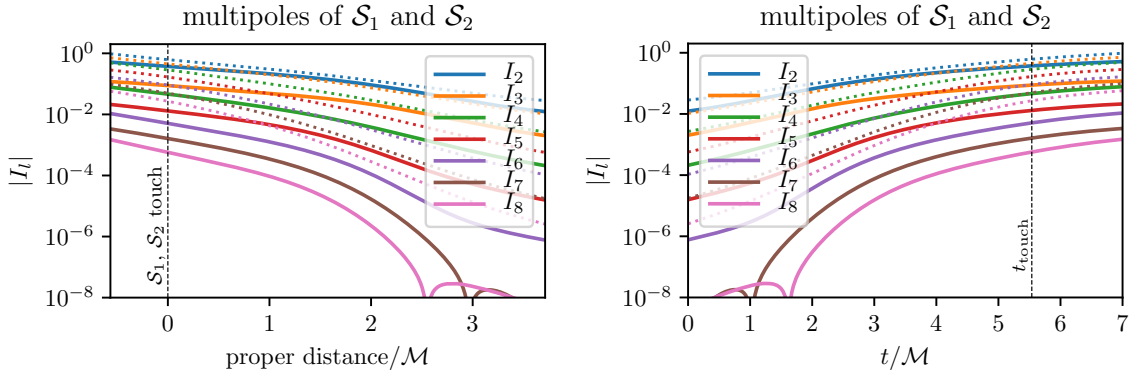 multipoles of 𝒮₁ and 𝒮₂
|Iₗ|
10⁰
10⁻²
10⁻⁴
10⁻⁶
10⁻⁸
𝒮₁, 𝒮₂ touch
I₂
I₃
I₄
I₅
I₆
I₇
I₈
0 1 2 3
proper distance/ℳ
multipoles of 𝒮₁ and 𝒮₂
|Iₗ|
10⁰
10⁻²
10⁻⁴
10⁻⁶
10⁻⁸
I₂
I₃
I₄
I₅
I₆
I₇
I₈
t_touch
0 1 2 3 4 5 6 7
t/ℳ